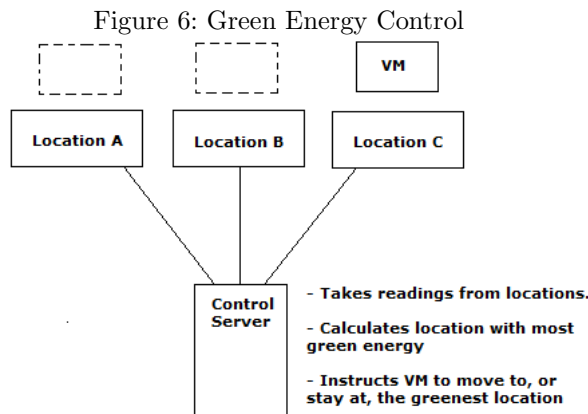 Figure 6: Green Energy Control
VM
Location A
Location B
Location C
Control
Server
- Takes readings from locations.
- Calculates location with most
green energy
- Instructs VM to move to, or
stay at, the greenest location